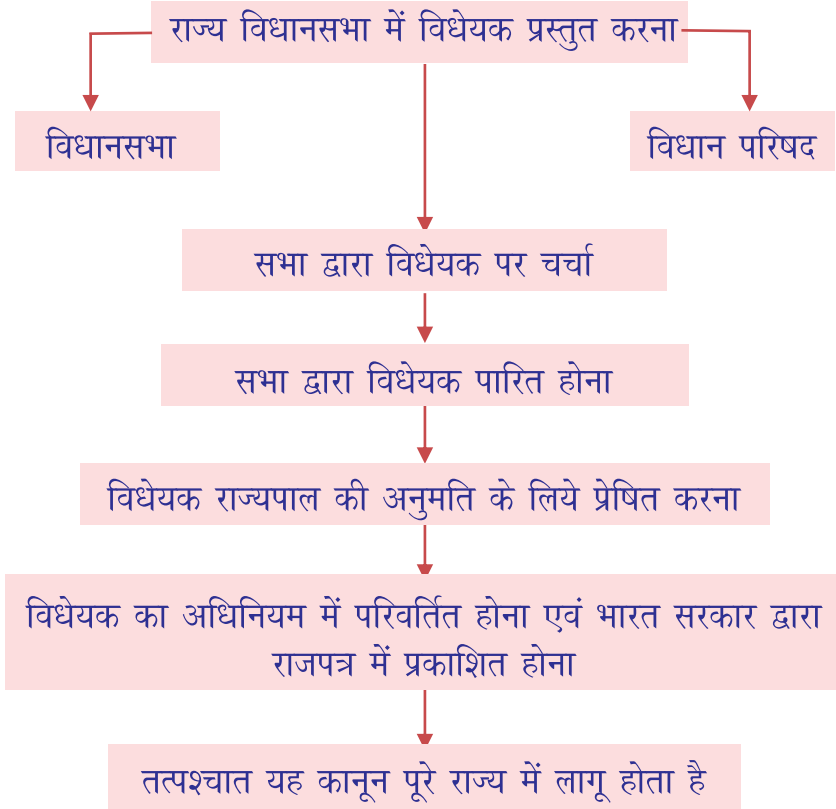 राज्य विधानसभा में विधेयक प्रस्तुत करना
विधानसभा
विधान परिषद
सभा द्वारा विधेयक पर चर्चा
सभा द्वारा विधेयक पारित होना
विधेयक राज्यपाल की अनुमति के लिये प्रेषित करना
विधेयक का अधिनियम में परिवर्तित होना एवं भारत सरकार द्वारा
राजपत्र में प्रकाशित होना
तत्पश्चात यह कानून पूरे राज्य में लागू होता है